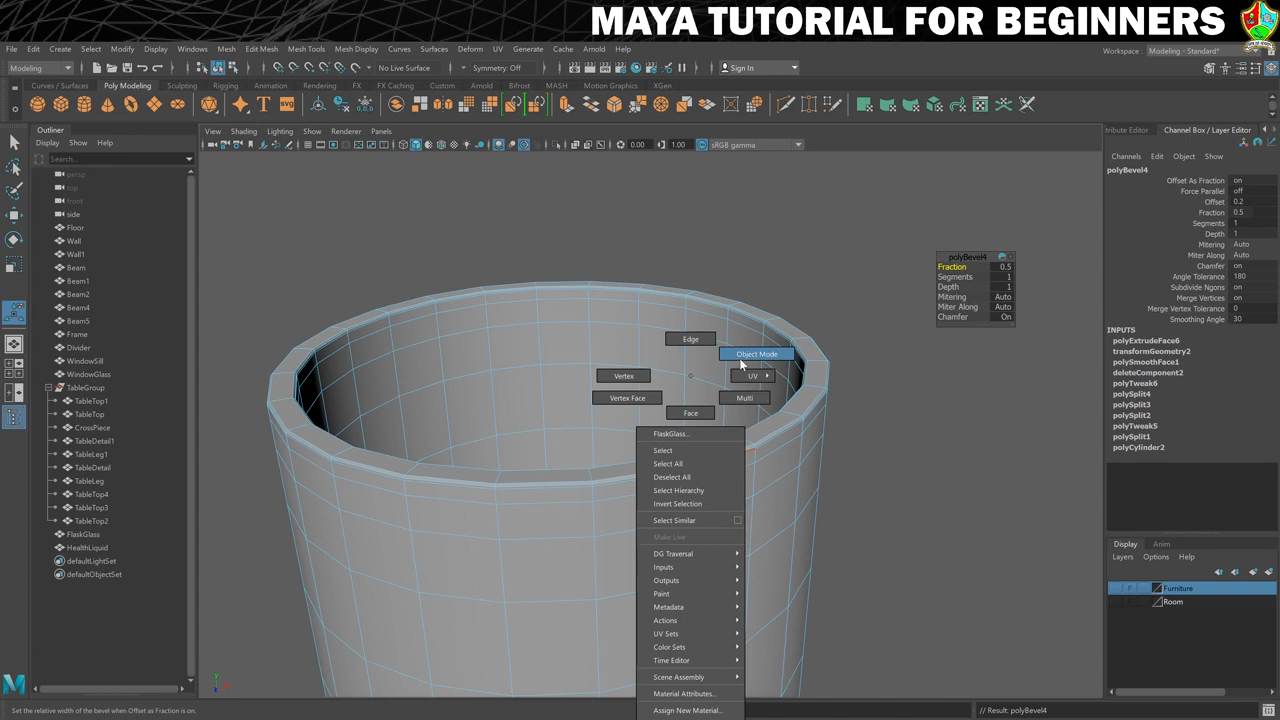 MAYA TUTORIAL FOR BEGINNERS
File Edit Create Select Modify Display Windows Mesh Edit Mesh Mesh Tools Mesh Display Curves Surfaces Deform UV Generate Cache Arnold Help
Workspace : Modeling - Standard*
Modeling No Live Surface Symmetry: Off Sign In
Curves / Surfaces Poly Modeling Sculpting Rigging Animation Rendering FX FX Caching Custom Arnold Bifrost MASH Motion Graphics XGen
Outliner
Display Show Help
Search...
persp
top
front
side
Floor
Wall
Wall1
Beam
Beam1
Beam2
Beam4
Beam5
Frame
Divider
WindowSill
WindowGlass
TableGroup
TableTop1
TableTop
CrossPiece
TableDetail1
TableLeg1
TableDetail
TableLeg
TableTop4
TableTop3
TableTop2
FlaskGlass
HealthLiquid
defaultLightSet
defaultObjectSet
View Shading Lighting Show Renderer Panels
0.00 1.00 sRGB gamma
polyBevel4
Fraction 0.5
Segments 1
Depth 1
Mitering Auto
Miter Along Auto
Chamfer On
Edge
Object Mode
Vertex
UV
Vertex Face
Multi
Face
FlaskGlass...
Select
Select All
Deselect All
Select Hierarchy
Invert Selection
Select Similar
Make Live
DG Traversal
Inputs
Outputs
Paint
Metadata
Actions
UV Sets
Color Sets
Time Editor
Scene Assembly
Material Attributes...
Assign New Material...
tribute Editor Channel Box / Layer Editor
Channels Edit Object Show
polyBevel4
Offset As Fraction on
Force Parallel off
Offset 0.2
Fraction 0.5
Segments 1
Depth 1
Mitering Auto
Miter Along Auto
Chamfer on
Angle Tolerance 180
Subdivide Ngons on
Merge Vertices on
Merge Vertex Tolerance 0
Smoothing Angle 30
INPUTS
polyExtrudeFace6
transformGeometry2
polySmoothFace1
deleteComponent2
polyTweak6
polySplit4
polySplit3
polySplit2
polyTweak5
polySplit1
polyCylinder2
Display Anim
Layers Options Help
P Furniture
P Room
Set the relative width of the bevel when Offset as Fraction is on.
// Result: polyBevel4